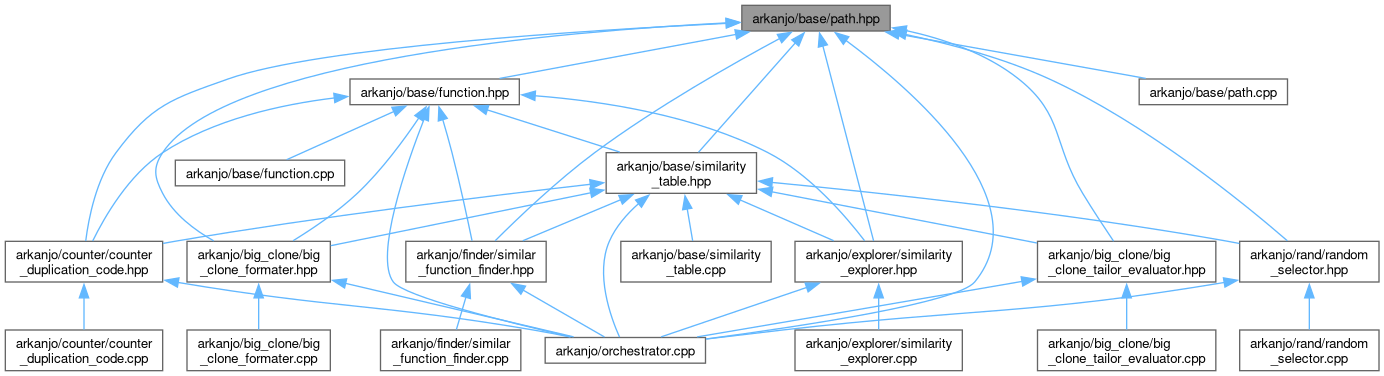 arkanjo/base/path.hpp
arkanjo/base/function.hpp
arkanjo/base/path.cpp
arkanjo/base/function.cpp
arkanjo/base/similarity
_table.hpp
arkanjo/counter/counter
_duplication_code.hpp
arkanjo/big_clone/big
_clone_formater.hpp
arkanjo/finder/similar
_function_finder.hpp
arkanjo/base/similarity
_table.cpp
arkanjo/explorer/similarity
_explorer.hpp
arkanjo/big_clone/big
_clone_tailor_evaluator.hpp
arkanjo/rand/random
_selector.hpp
arkanjo/counter/counter
_duplication_code.cpp
arkanjo/big_clone/big
_clone_formater.cpp
arkanjo/finder/similar
_function_finder.cpp
arkanjo/orchestrator.cpp
arkanjo/explorer/similarity
_explorer.cpp
arkanjo/big_clone/big
_clone_tailor_evaluator.cpp
arkanjo/rand/random
_selector.cpp